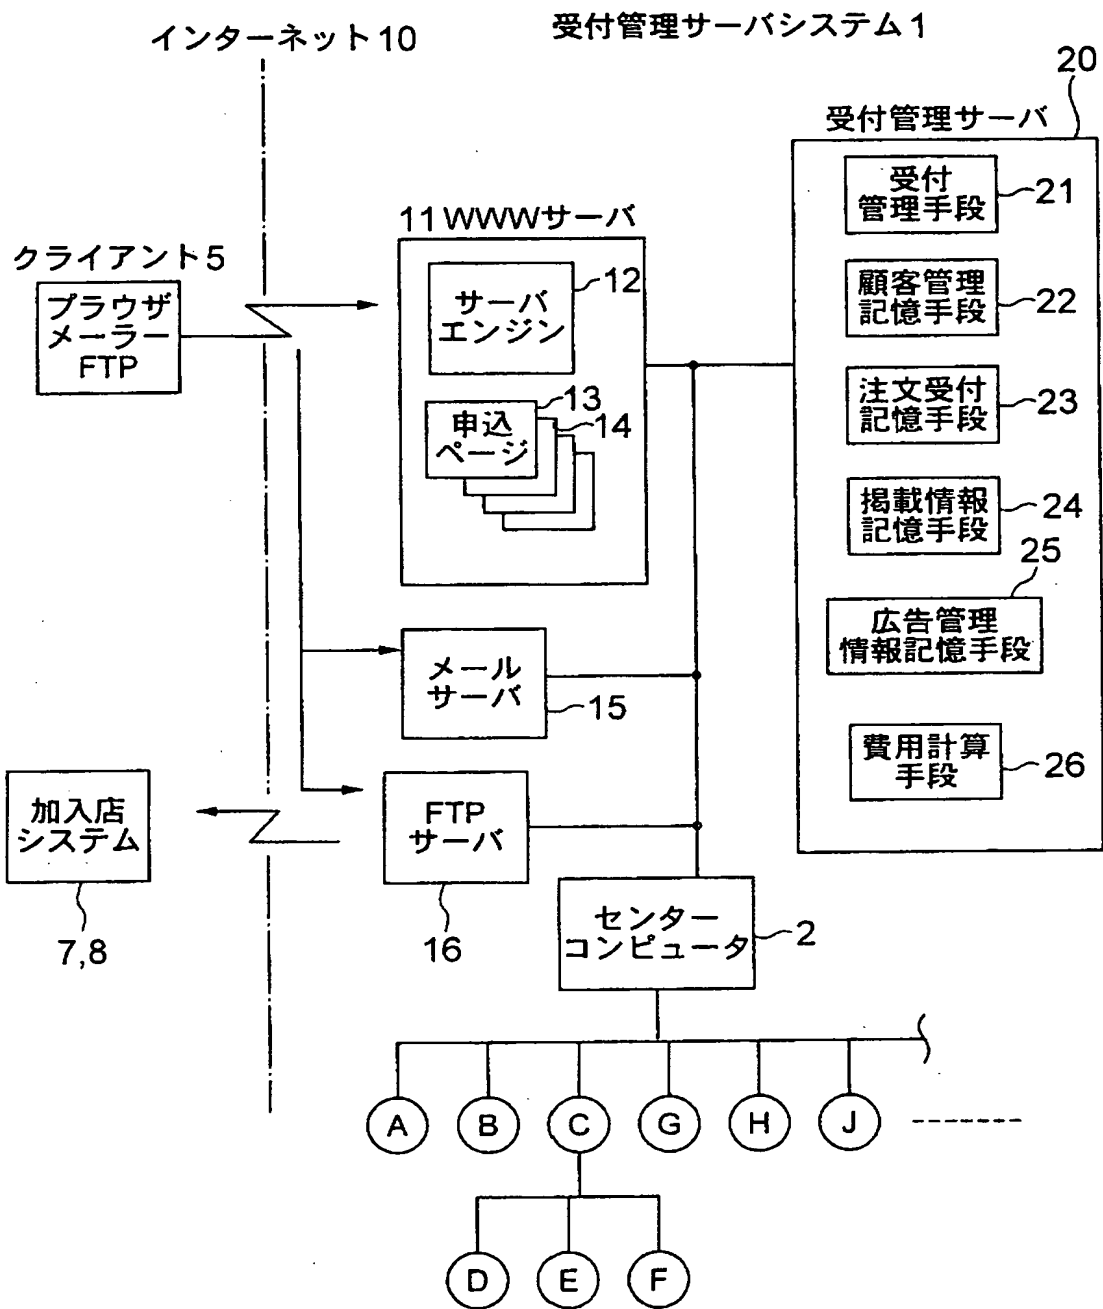 インターネット10
受付管理サーバシステム1
20
受付管理サーバ
受付
管理手段
21
11WWWサーバ
クライアント5
ブラウザ
メーラー
FTP
サーバ
エンジン
12
顧客管理
記憶手段
22
注文受付
記憶手段
23
13
申込
ページ
14
掲載情報
記憶手段
24
25
広告管理
情報記憶手段
メール
サーバ
15
費用計算
手段
26
加入店
システム
7,8
FTP
サーバ
16
センター
コンピュータ
2
A B C G H J
D E F